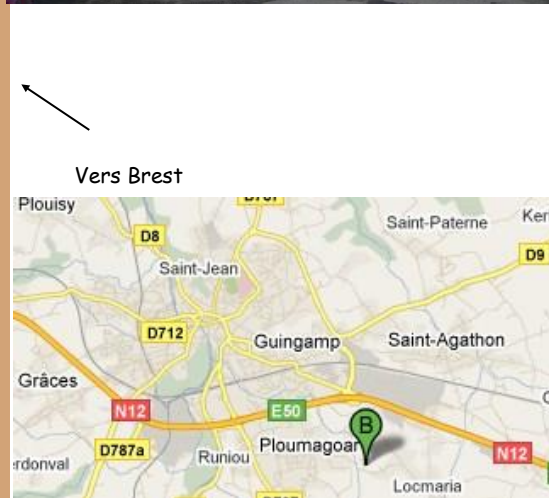 Vers Brest
Plouisy
D8
Saint-Paterne
D9
Saint-Jean
D712
Guingamp
Saint-Agathon
Grâces
N12
E50
B
D787a
Runiou
Ploumagoar
N12
Locmaria